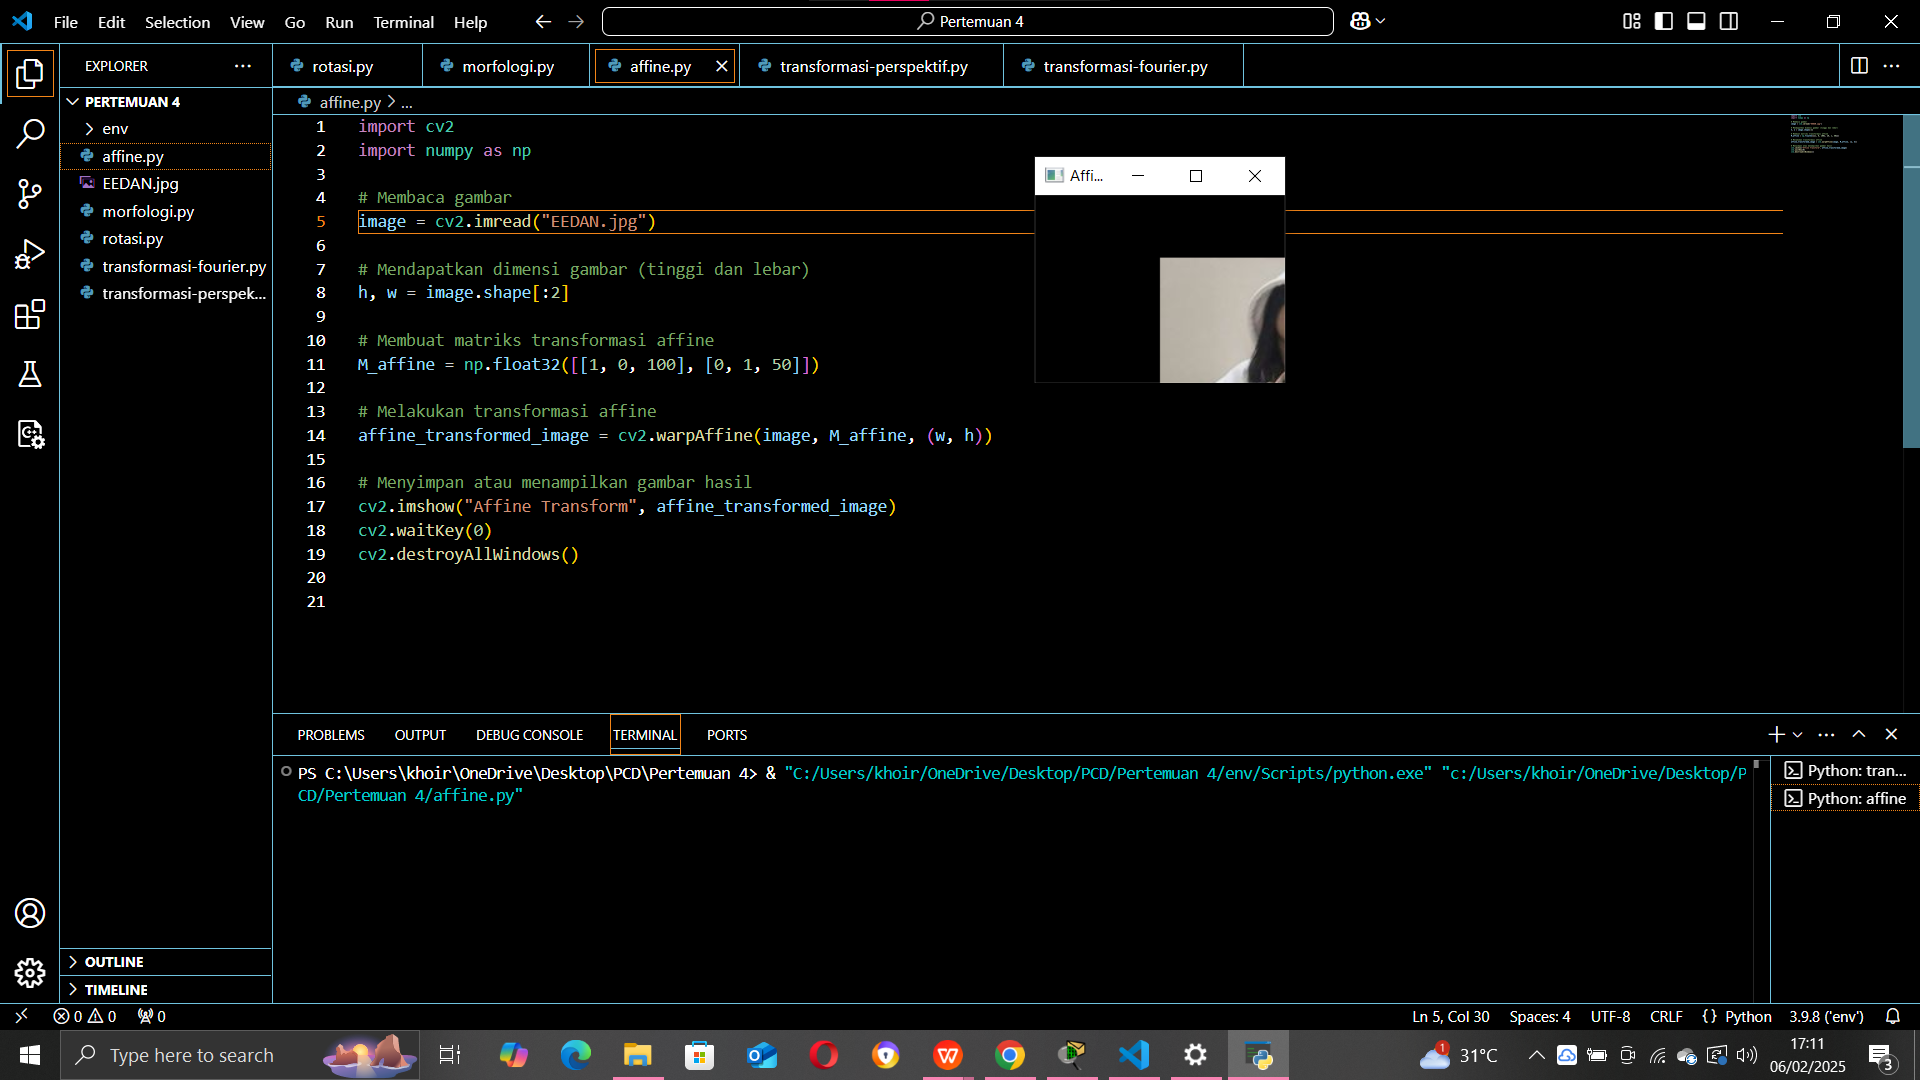 File Edit Selection View Go Run Terminal Help
Pertemuan 4
EXPLORER
PERTEMUAN 4
env
affine.py
EEDAN.jpg
morfologi.py
rotasi.py
transformasi-fourier.py
transformasi-perspek...
OUTLINE
TIMELINE
rotasi.py morfologi.py affine.py transformasi-perspektif.py transformasi-fourier.py
affine.py > ...
1 import cv2
2 import numpy as np
3
4 # Membaca gambar
5 image = cv2.imread("EEDAN.jpg")
6
7 # Mendapatkan dimensi gambar (tinggi dan lebar)
8 h, w = image.shape[:2]
9
10 # Membuat matriks transformasi affine
11 M_affine = np.float32([[1, 0, 100], [0, 1, 50]])
12
13 # Melakukan transformasi affine
14 affine_transformed_image = cv2.warpAffine(image, M_affine, (w, h))
15
16 # Menyimpan atau menampilkan gambar hasil
17 cv2.imshow("Affine Transform", affine_transformed_image)
18 cv2.waitKey(0)
19 cv2.destroyAllWindows()
20
21
Affi...
PROBLEMS OUTPUT DEBUG CONSOLE TERMINAL PORTS
PS C:\Users\khoir\OneDrive\Desktop\PCD\Pertemuan 4> & "C:/Users/khoir/OneDrive/Desktop/PCD/Pertemuan 4/env/Scripts/python.exe" "c:/Users/khoir/OneDrive/Desktop/P
CD/Pertemuan 4/affine.py"
Python: tran...
Python: affine
0 0 0
Ln 5, Col 30 Spaces: 4 UTF-8 CRLF {} Python 3.9.8 ('env')
Type here to search
1 31°C
17:11
06/02/2025
3